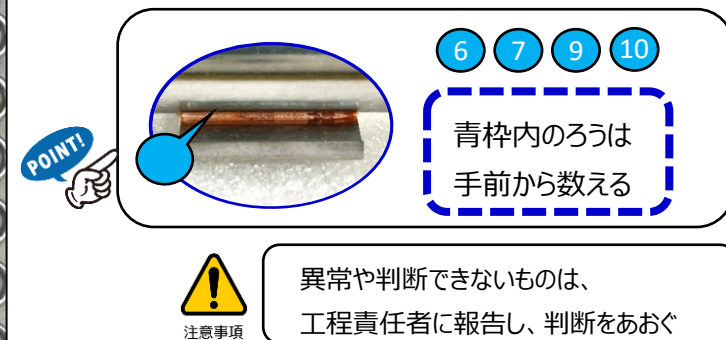 6 7 9 10
POINT!
青枠内のろうは
手前から数える
注意事項
異常や判断できないものは、
工程責任者に報告し、判断をあおぐ